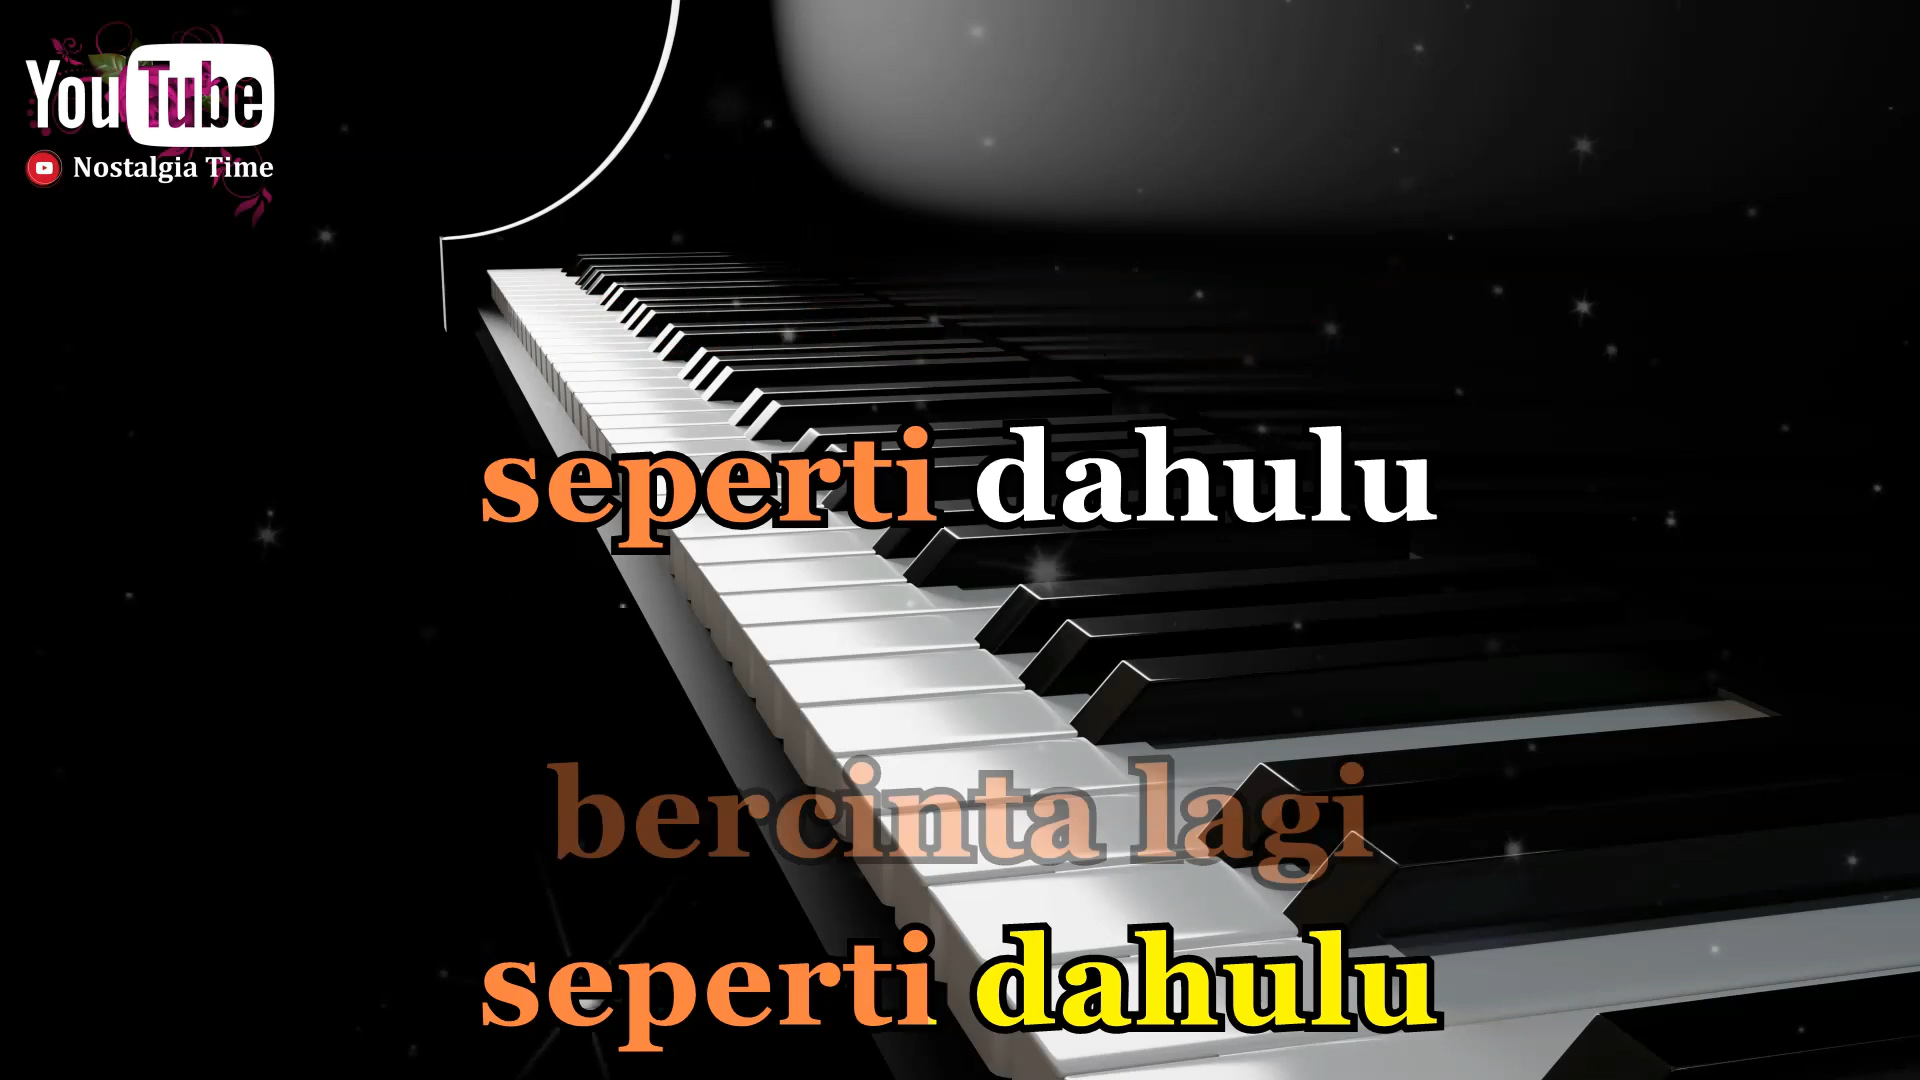 YouTube
Nostalgia Time
seperti dahulu
bercinta lagi
seperti dahulu